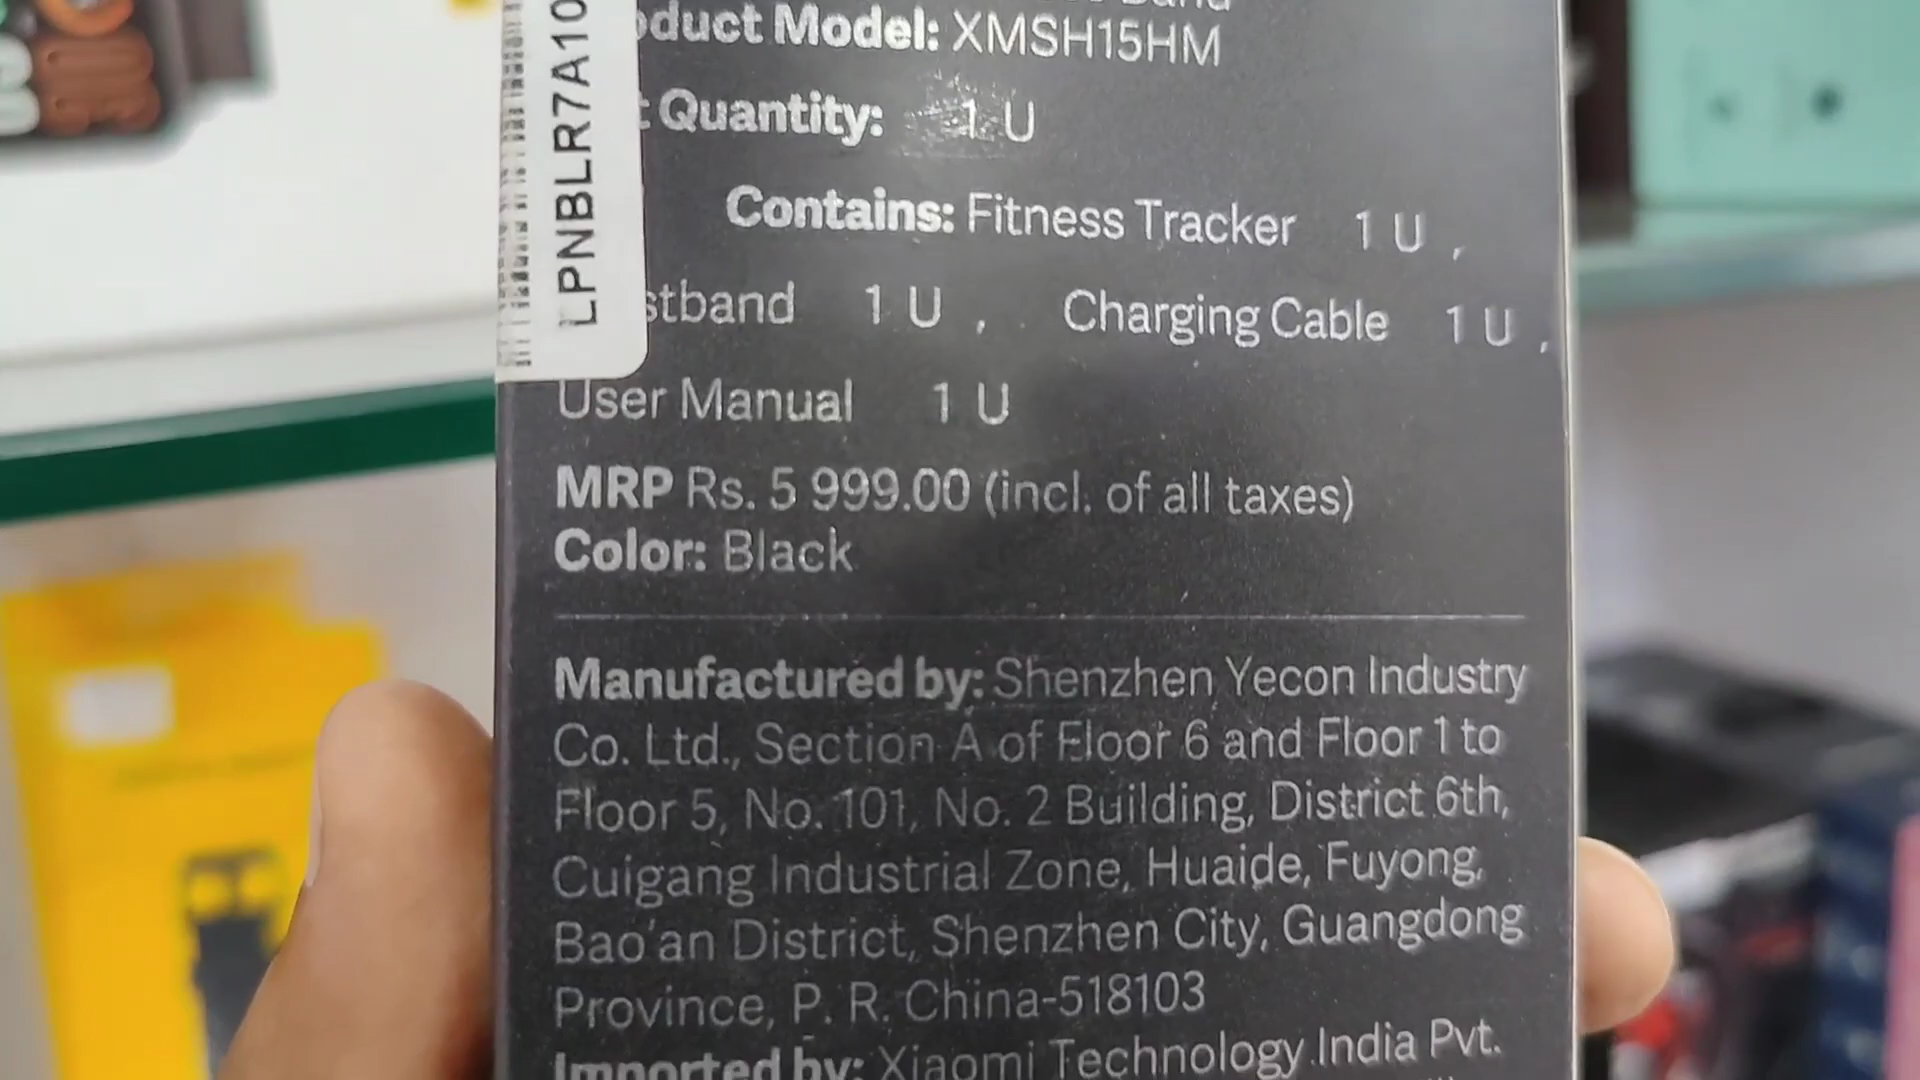 Product Model: XMSH15HM
Quantity: 1 U
Contains: Fitness Tracker 1 U ,
stband 1 U , Charging Cable 1 U ,
User Manual 1 U
MRP Rs. 5 999.00 (incl. of all taxes)
Color: Black
Manufactured by: Shenzhen Yecon Industry
Co. Ltd., Section A of Floor 6 and Floor 1 to
Floor 5, No. 101, No. 2 Building, District 6th,
Cuigang Industrial Zone, Huaide, Fuyong,
Bao'an District, Shenzhen City, Guangdong
Province, P. R. China-518103
Imported by: Xiaomi Technology India Pvt.
LPNBLR7A10